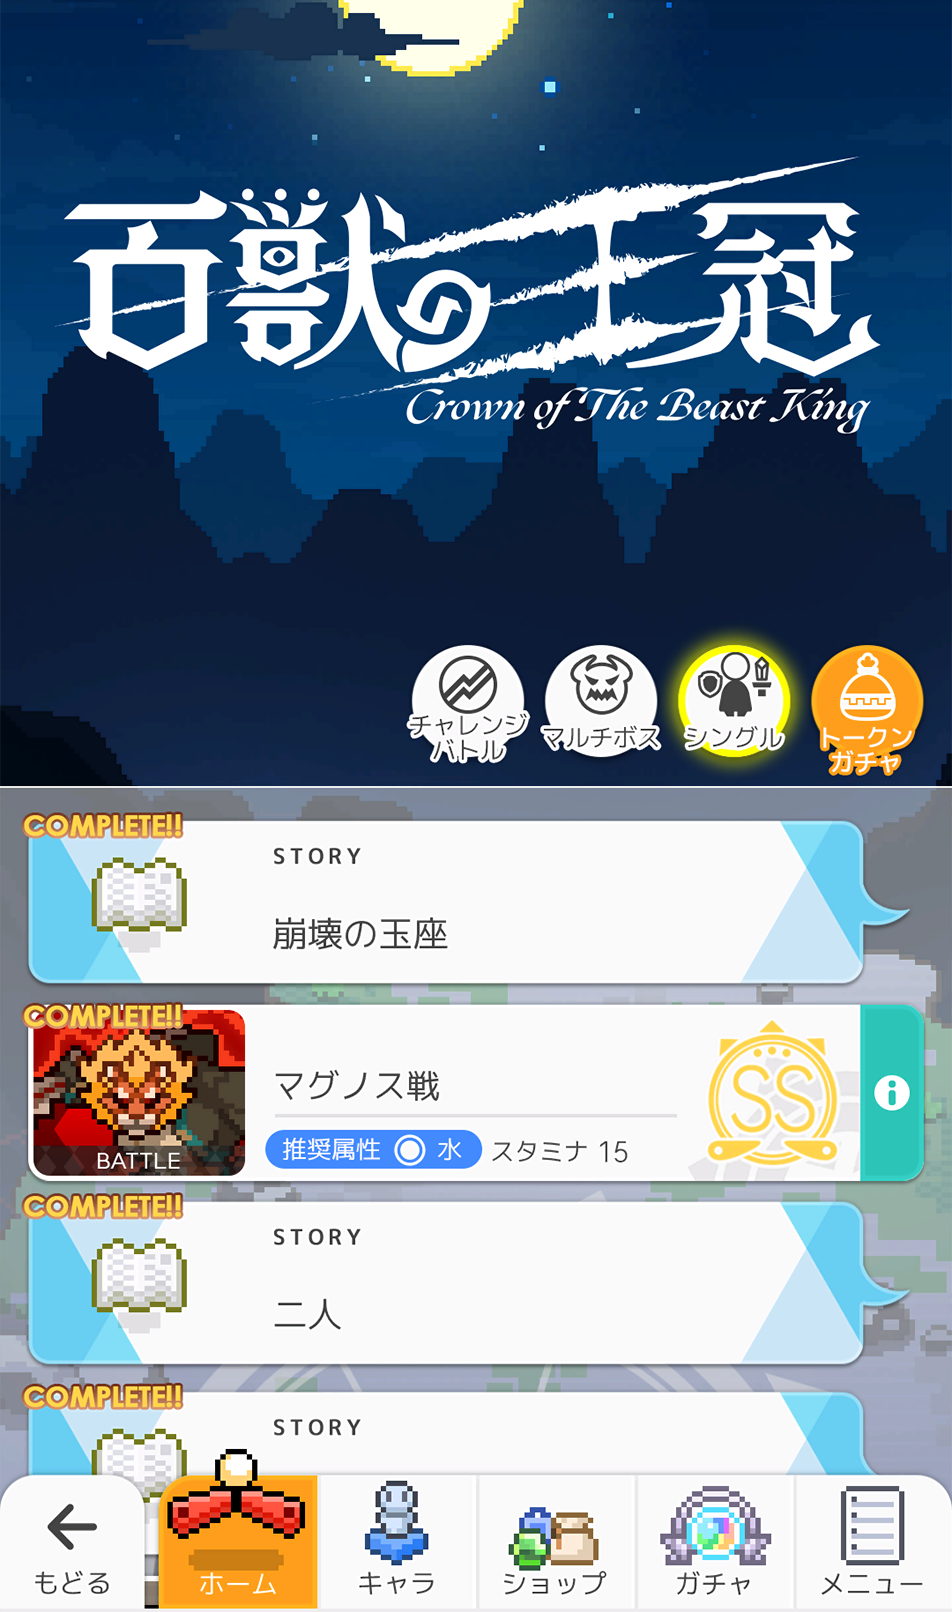 百獣の王冠
Crown of The Beast King
チャレンジ
バトル
マルチボス
シングル
トークン
ガチャ
COMPLETE!!
STORY
崩壊の玉座
COMPLETE!!
BATTLE
マグノス戦
推奨属性 水 スタミナ 15
SS
COMPLETE!!
STORY
二人
COMPLETE!!
STORY
もどる
ホーム
キャラ
ショップ
ガチャ
メニュー